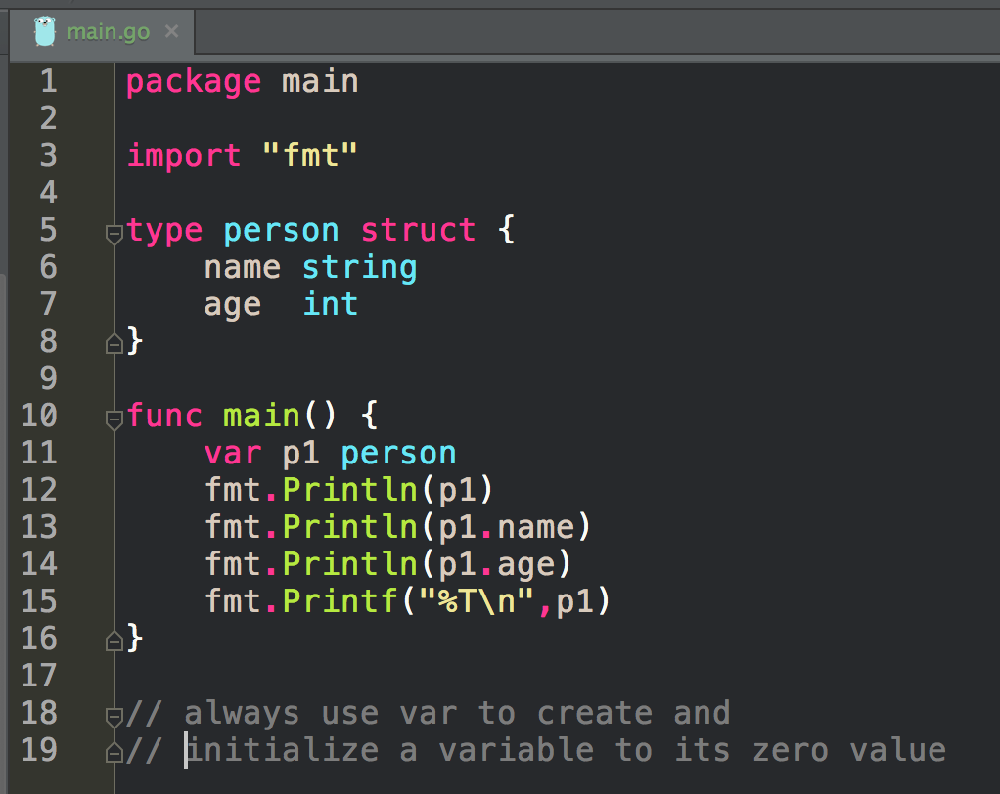 main.go ×
1 package main
2
3 import "fmt"
4
5 type person struct {
6     name string
7     age  int
8 }
9
10 func main() {
11     var p1 person
12     fmt.Println(p1)
13     fmt.Println(p1.name)
14     fmt.Println(p1.age)
15     fmt.Printf("%T\n",p1)
16 }
17
18 // always use var to create and
19 // initialize a variable to its zero value